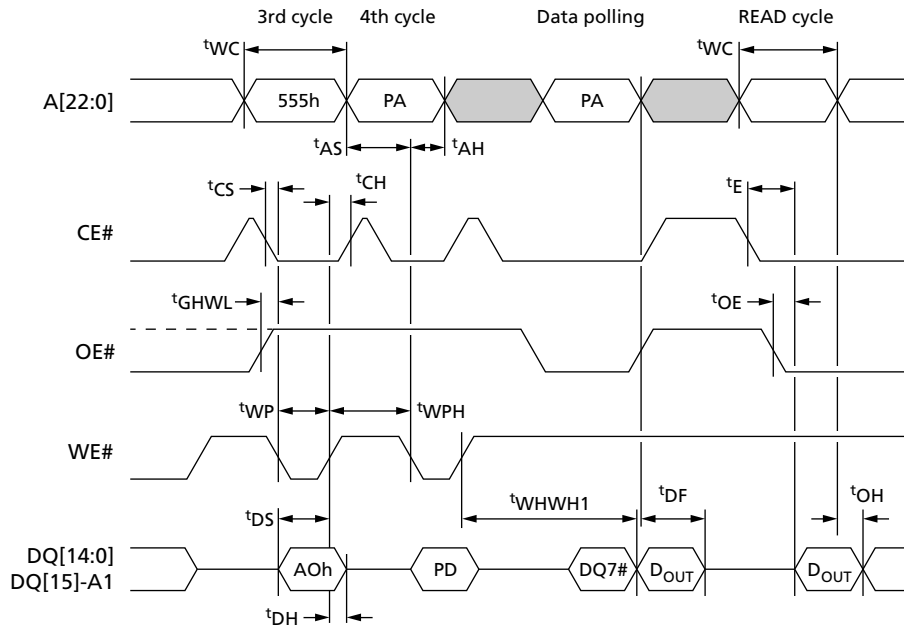 3rd cycle 4th cycle Data polling READ cycle
tWC tWC
A[22:0] 555h PA PA
tAS tAH
tCS tCH tE
CE#
tGHWL tOE
OE#
tWP tWPH
WE#
tWHWH1 tDF tOH
tDS
DQ[14:0]
DQ[15]-A1 AOh PD DQ7# DOUT DOUT
tDH